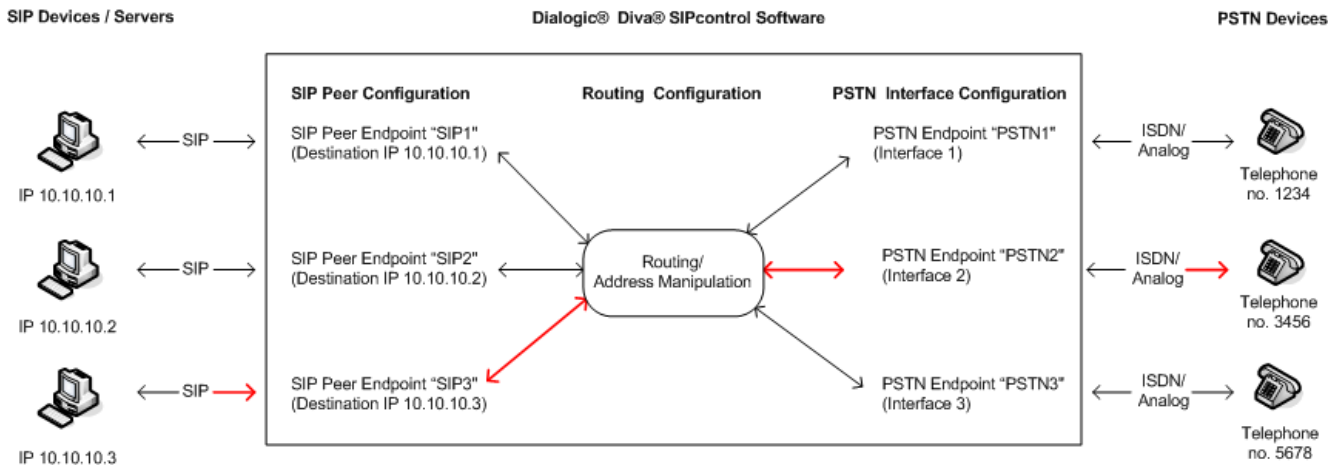 SIP Devices / Servers
Dialogic® Diva® SIPcontrol Software
PSTN Devices
SIP Peer Configuration
Routing Configuration
PSTN Interface Configuration
SIP
SIP Peer Endpoint “SIP1"
(Destination IP 10.10.10.1)
PSTN Endpoint “PSTN1"
(Interface 1)
ISDN/
Analog
IP 10.10.10.1
Telephone
no. 1234
SIP
SIP Peer Endpoint “SIP2"
(Destination IP 10.10.10.2)
Routing/
Address Manipulation
PSTN Endpoint “PSTN2"
(Interface 2)
ISDN/
Analog
IP 10.10.10.2
Telephone
no. 3456
SIP
SIP Peer Endpoint “SIP3"
(Destination IP 10.10.10.3)
PSTN Endpoint “PSTN3"
(Interface 3)
ISDN/
Analog
IP 10.10.10.3
Telephone
no. 5678